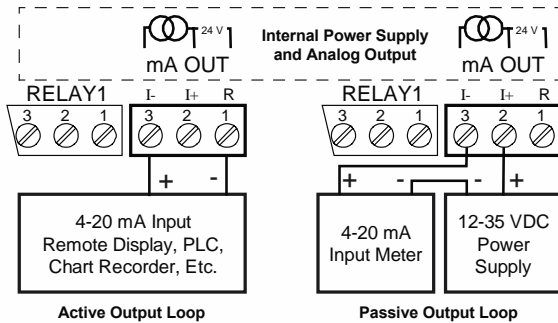 24 V
Internal Power Supply
and Analog Output
24 V
mA OUT
mA OUT
RELAY1
I- I+ R
3 2 1
3 2 1
RELAY1
I- I+ R
3 2 1
3 2 1
+ -
+ - - +
4-20 mA Input
Remote Display, PLC,
Chart Recorder, Etc.
4-20 mA
Input Meter
12-35 VDC
Power
Supply
Active Output Loop
Passive Output Loop